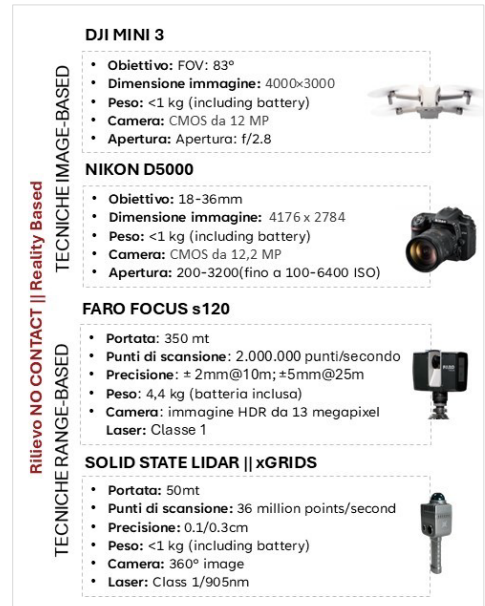 Rilievo NO CONTACT || Reality Based
TECNICHE IMAGE-BASED
DJI MINI 3
• Obiettivo: FOV: 83°
• Dimensione immagine: 4000×3000
• Peso: <1 kg (including battery)
• Camera: CMOS da 12 MP
• Apertura: Apertura: f/2.8
NIKON D5000
• Obiettivo: 18-36mm
• Dimensione immagine: 4176 x 2784
• Peso: <1 kg (including battery)
• Camera: CMOS da 12,2 MP
• Apertura: 200-3200(fino a 100-6400 ISO)
TECNICHE RANGE-BASED
FARO FOCUS s120
• Portata: 350 mt
• Punti di scansione: 2.000.000 punti/secondo
• Precisione: ± 2mm@10m; ±5mm@25m
• Peso: 4,4 kg (batteria inclusa)
• Camera: immagine HDR da 13 megapixel
Laser: Classe 1
SOLID STATE LIDAR || xGRIDS
• Portata: 50mt
• Punti di scansione: 36 million points/second
• Precisione: 0.1/0.3cm
• Peso: <1 kg (including battery)
• Camera: 360° image
• Laser: Class 1/905nm